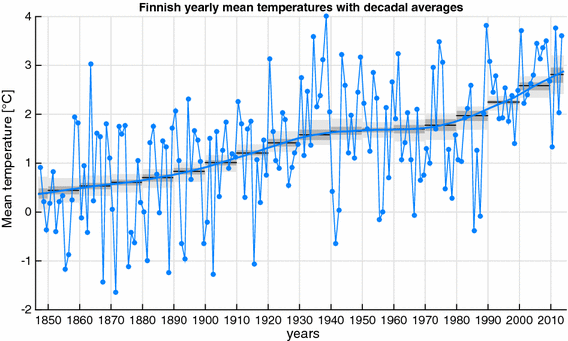 Finnish yearly mean temperatures with decadal averages
4
3
2
1
0
-1
-2
Mean temperature [°C]
1850 1860 1870 1880 1890 1900 1910 1920 1930 1940 1950 1960 1970 1980 1990 2000 2010
years